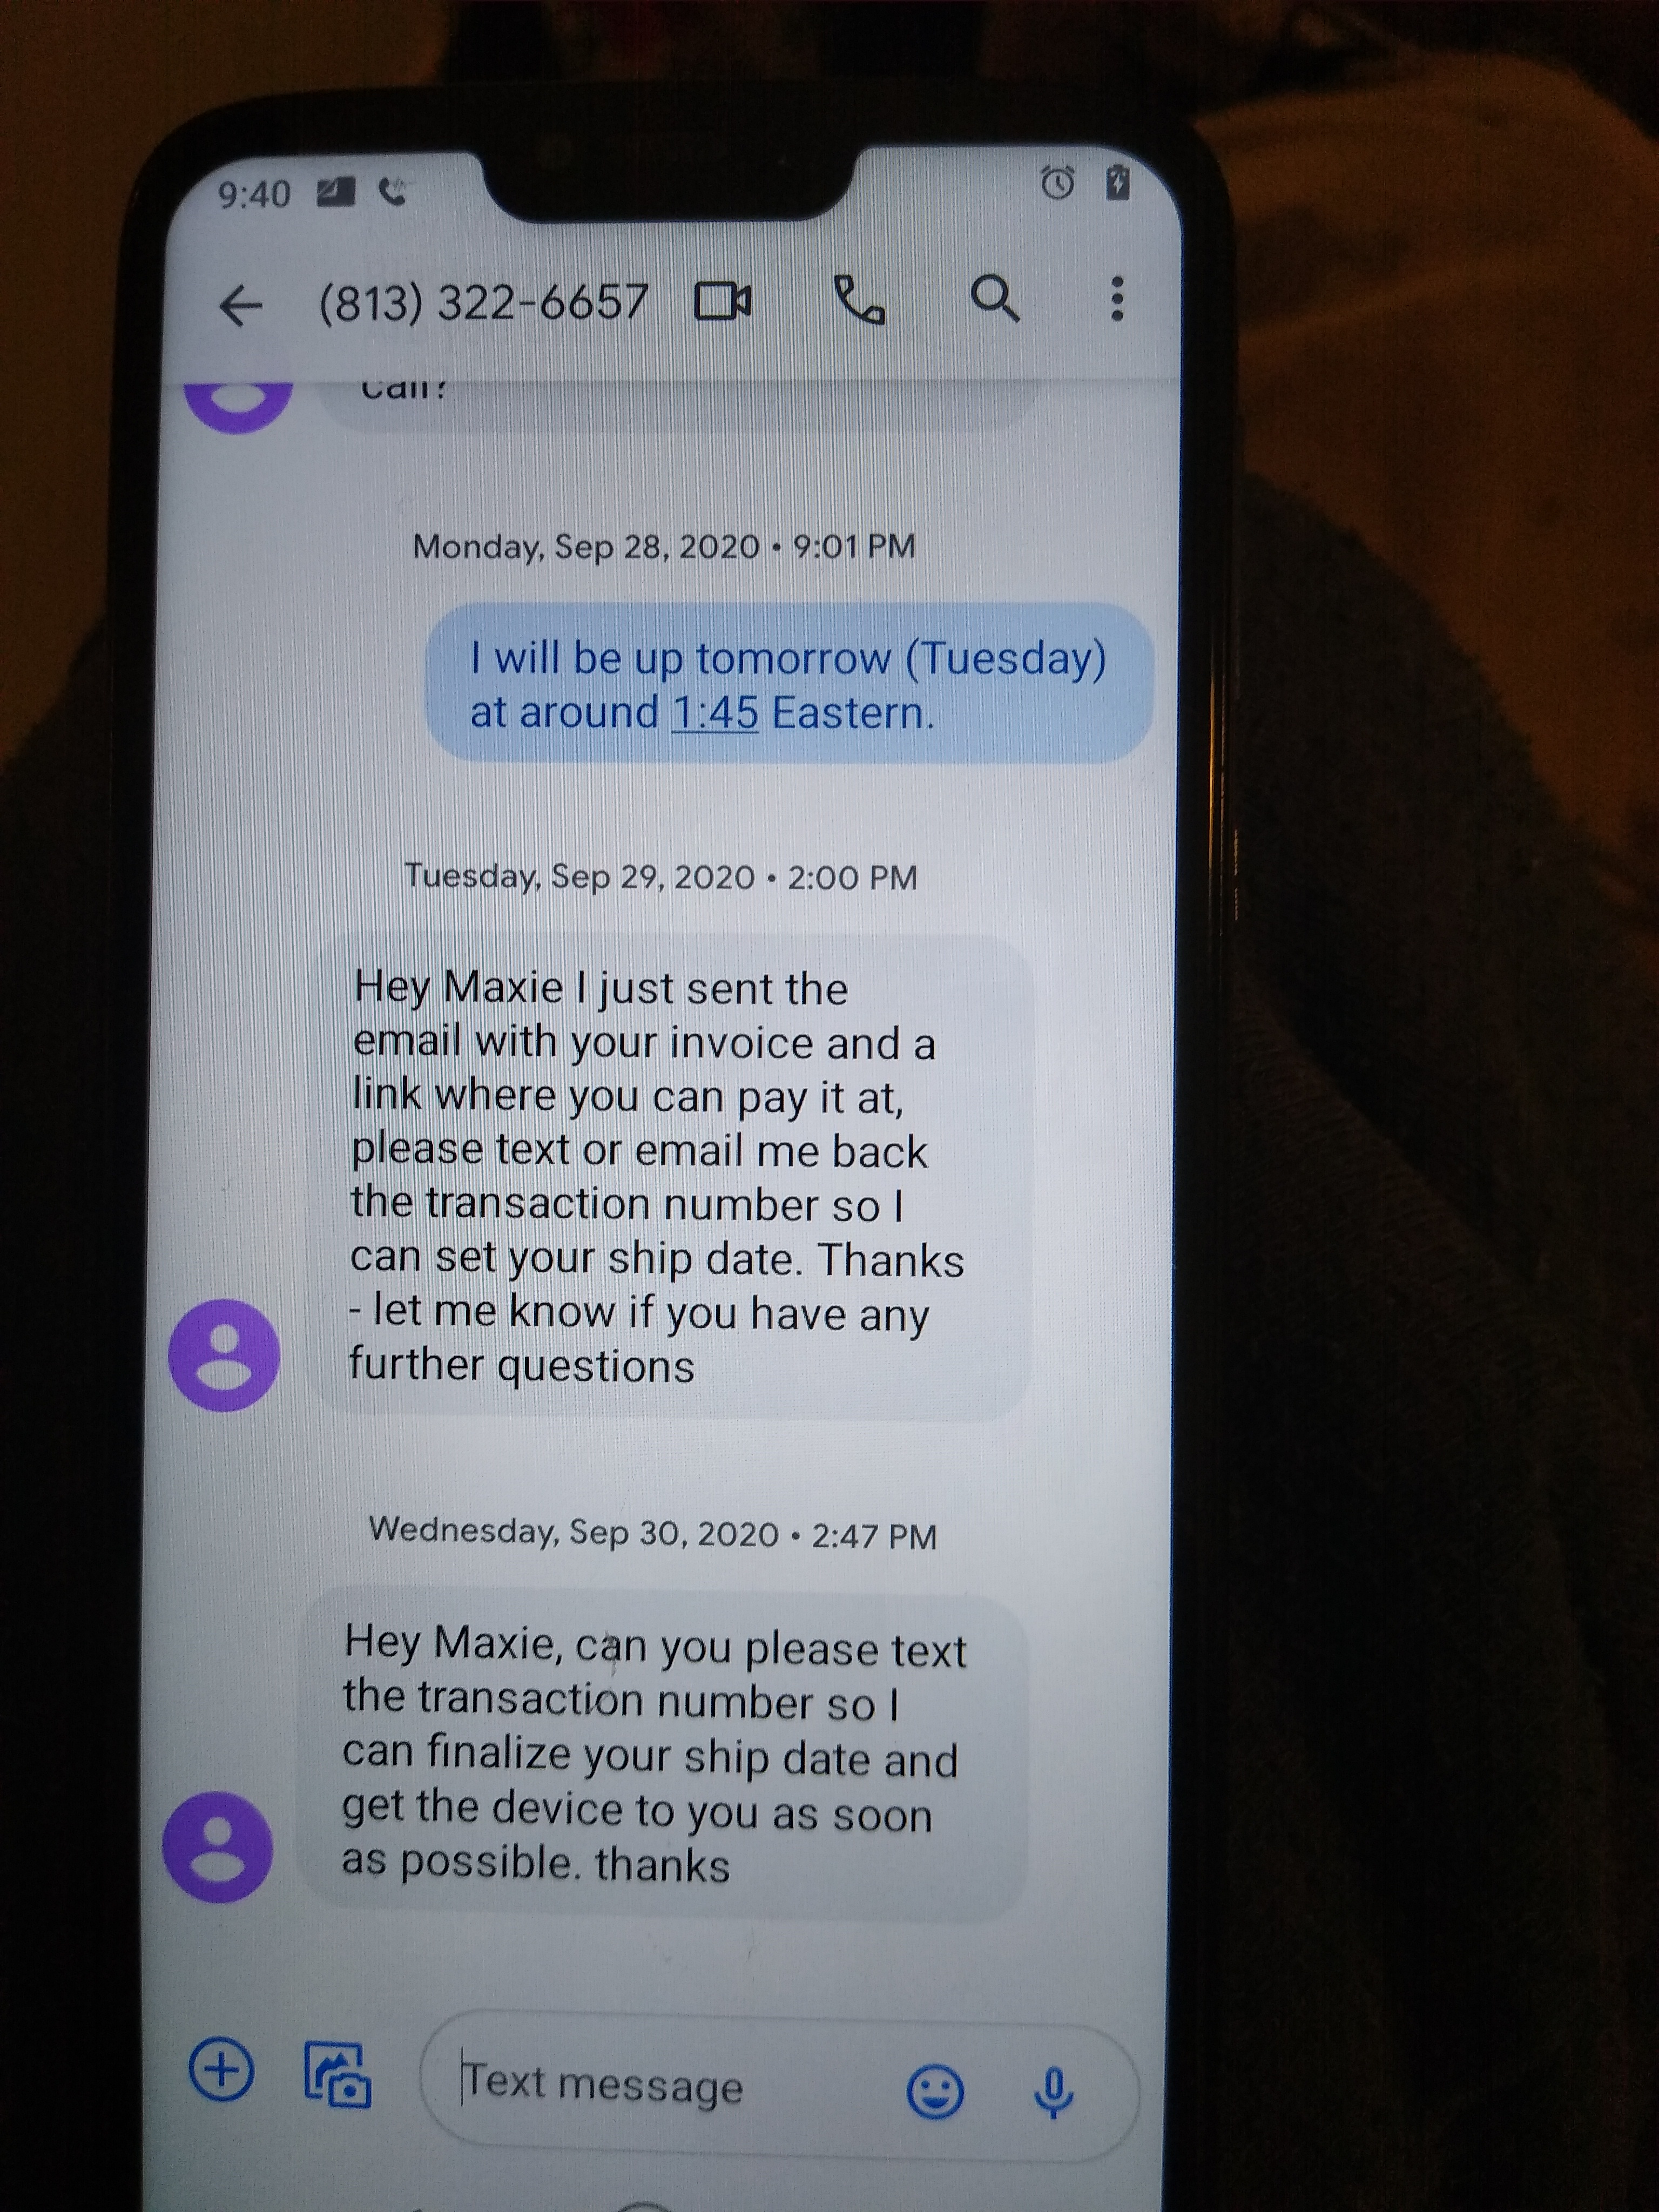 9:40
(813) 322-6657
call?
Monday, Sep 28, 2020 • 9:01 PM
I will be up tomorrow (Tuesday)
at around 1:45 Eastern.
Tuesday, Sep 29, 2020 • 2:00 PM
Hey Maxie I just sent the
email with your invoice and a
link where you can pay it at,
please text or email me back
the transaction number so I
can set your ship date. Thanks
- let me know if you have any
further questions
Wednesday, Sep 30, 2020 • 2:47 PM
Hey Maxie, can you please text
the transaction number so I
can finalize your ship date and
get the device to you as soon
as possible. thanks
Text message